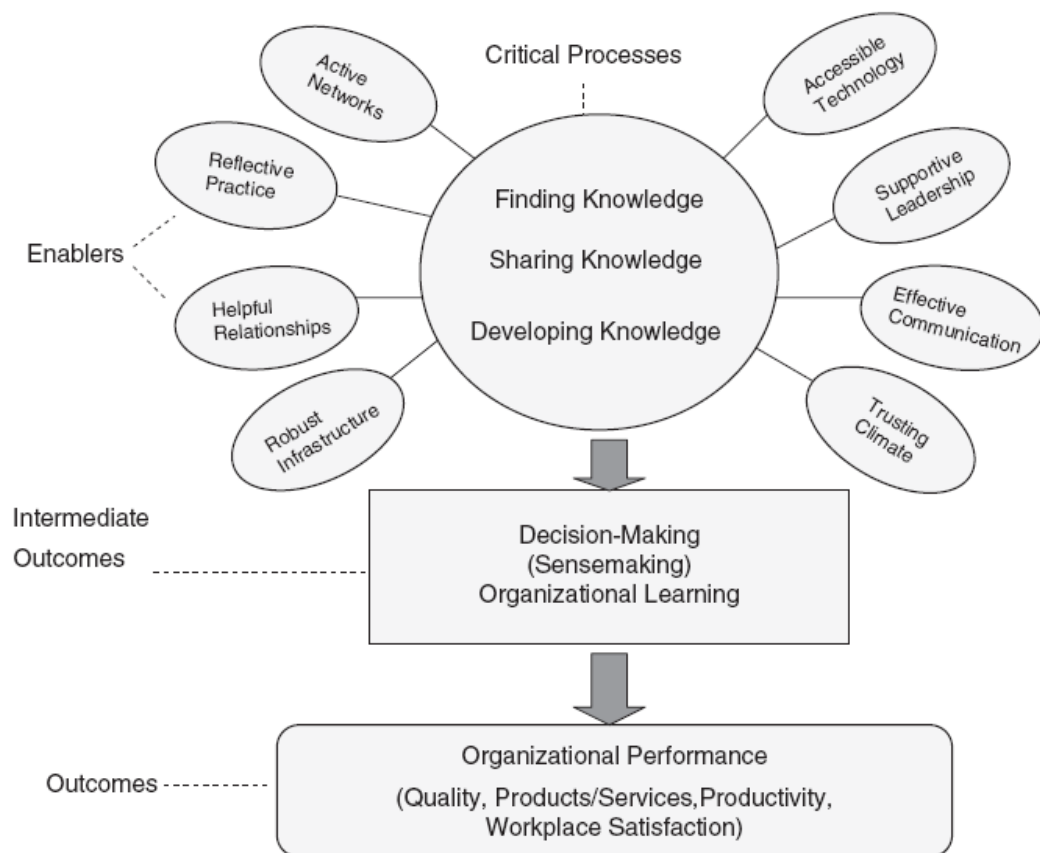 Critical Processes
Active
Networks
Accessible
Technology
Reflective
Practice
Finding Knowledge
Supportive
Leadership
Enablers
Sharing Knowledge
Helpful
Relationships
Developing Knowledge
Effective
Communication
Robust
Infrastructure
Trusting
Climate
Intermediate
Outcomes
Decision-Making
(Sensemaking)
Organizational Learning
Outcomes
Organizational Performance
(Quality, Products/Services,Productivity,
Workplace Satisfaction)